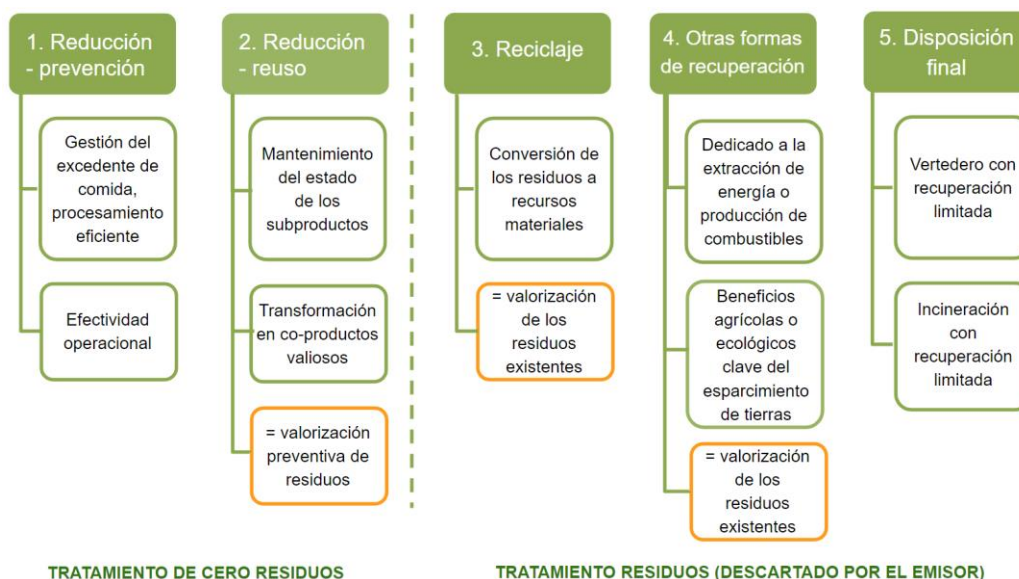 1. Reducción
- prevención
Gestión del
excedente de
comida,
procesamiento
eficiente
Efectividad
operacional
2. Reducción
- reuso
Mantenimiento
del estado
de los
subproductos
Transformación
en co-productos
valiosos
= valorización
preventiva de
residuos
3. Reciclaje
Conversión de
los residuos a
recursos
materiales
= valorización
de los
residuos
existentes
4. Otras formas
de recuperación
Dedicado a la
extracción de
energía o
producción de
combustibles
Beneficios
agrícolas o
ecológicos
clave del
esparcimiento
de tierras
= valorización
de los
residuos
existentes
5. Disposición
final
Vertedero con
recuperación
limitada
Incineración
con
recuperación
limitada
TRATAMIENTO DE CERO RESIDUOS
TRATAMIENTO RESIDUOS (DESCARTADO POR EL EMISOR)